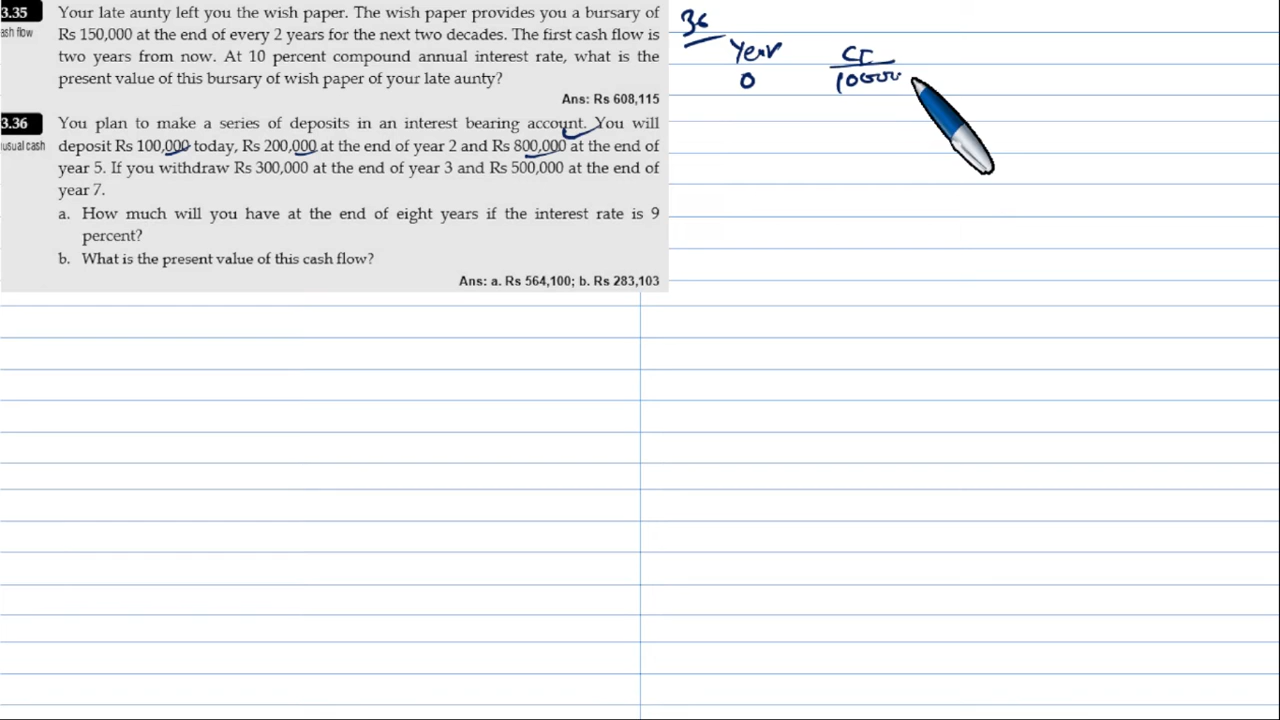 3.35 Your late aunty left you the wish paper. The wish paper provides you a bursary of
ash flow Rs 150,000 at the end of every 2 years for the next two decades. The first cash flow is
two years from now. At 10 percent compound annual interest rate, what is the
present value of this bursary of wish paper of your late aunty?
Ans: Rs 608,115
3.36 You plan to make a series of deposits in an interest bearing account. You will
usual cash deposit Rs 100,000 today, Rs 200,000 at the end of year 2 and Rs 800,000 at the end of
year 5. If you withdraw Rs 300,000 at the end of year 3 and Rs 500,000 at the end of
year 7.
a. How much will you have at the end of eight years if the interest rate is 9
percent?
b. What is the present value of this cash flow?
Ans: a. Rs 564,100; b. Rs 283,103
36
Year CF
0